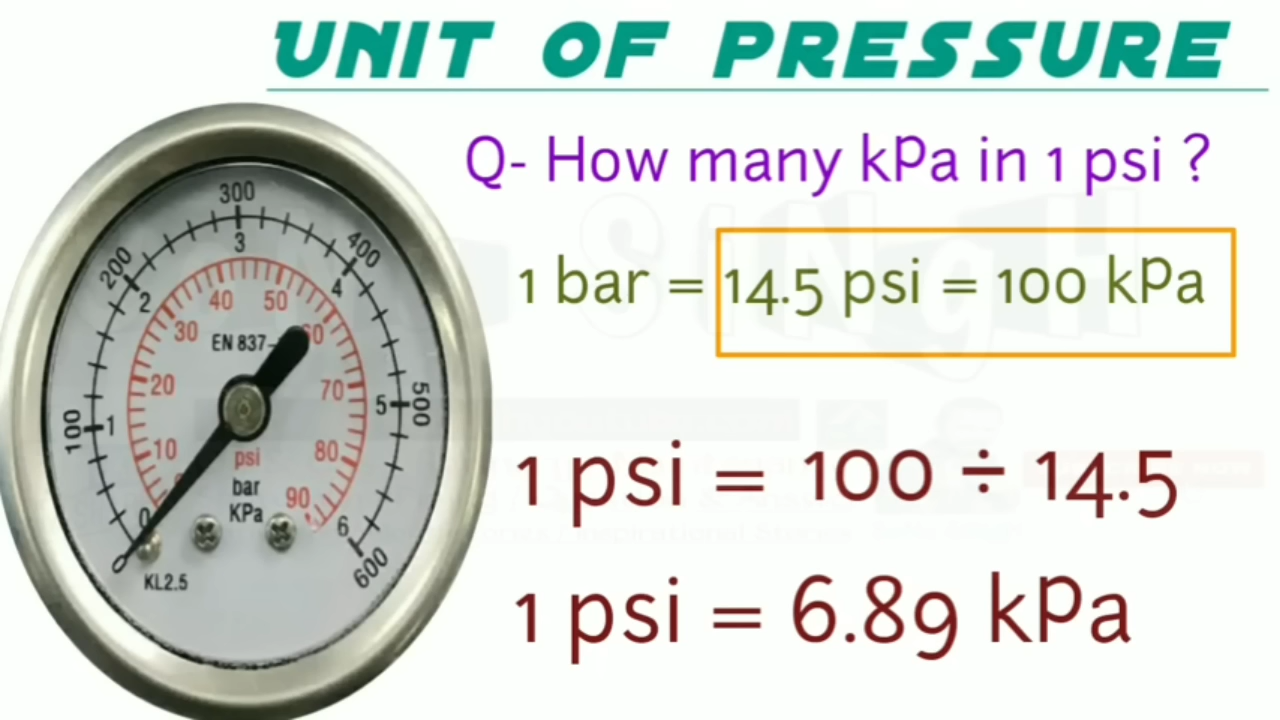 UNIT OF PRESSURE
Q- How many kPa in 1 psi ?
1 bar = 14.5 psi = 100 kPa
1 psi = 100 ÷ 14.5
1 psi = 6.89 kPa
0 100 200 300 400 500 600
0 1 2 3 4 5 6
10 20 30 40 50 60 70 80 90
EN 837-
psi
bar
KPa
KL2.5
SINGH